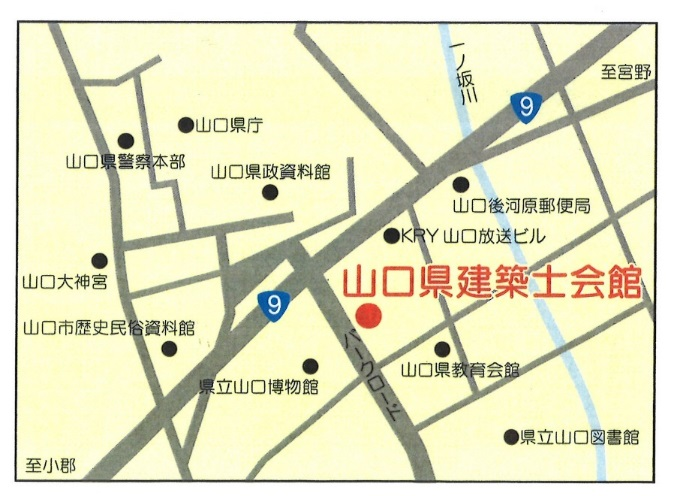 一ノ坂川
至宮野
9
山口県庁
山口県警察本部
山口県政資料館
山口後河原郵便局
KRY 山口放送ビル
山口大神宮
山口県建築士会館
9
山口市歴史民俗資料館
パークロード
県立山口博物館
山口県教育会館
県立山口図書館
至小郡